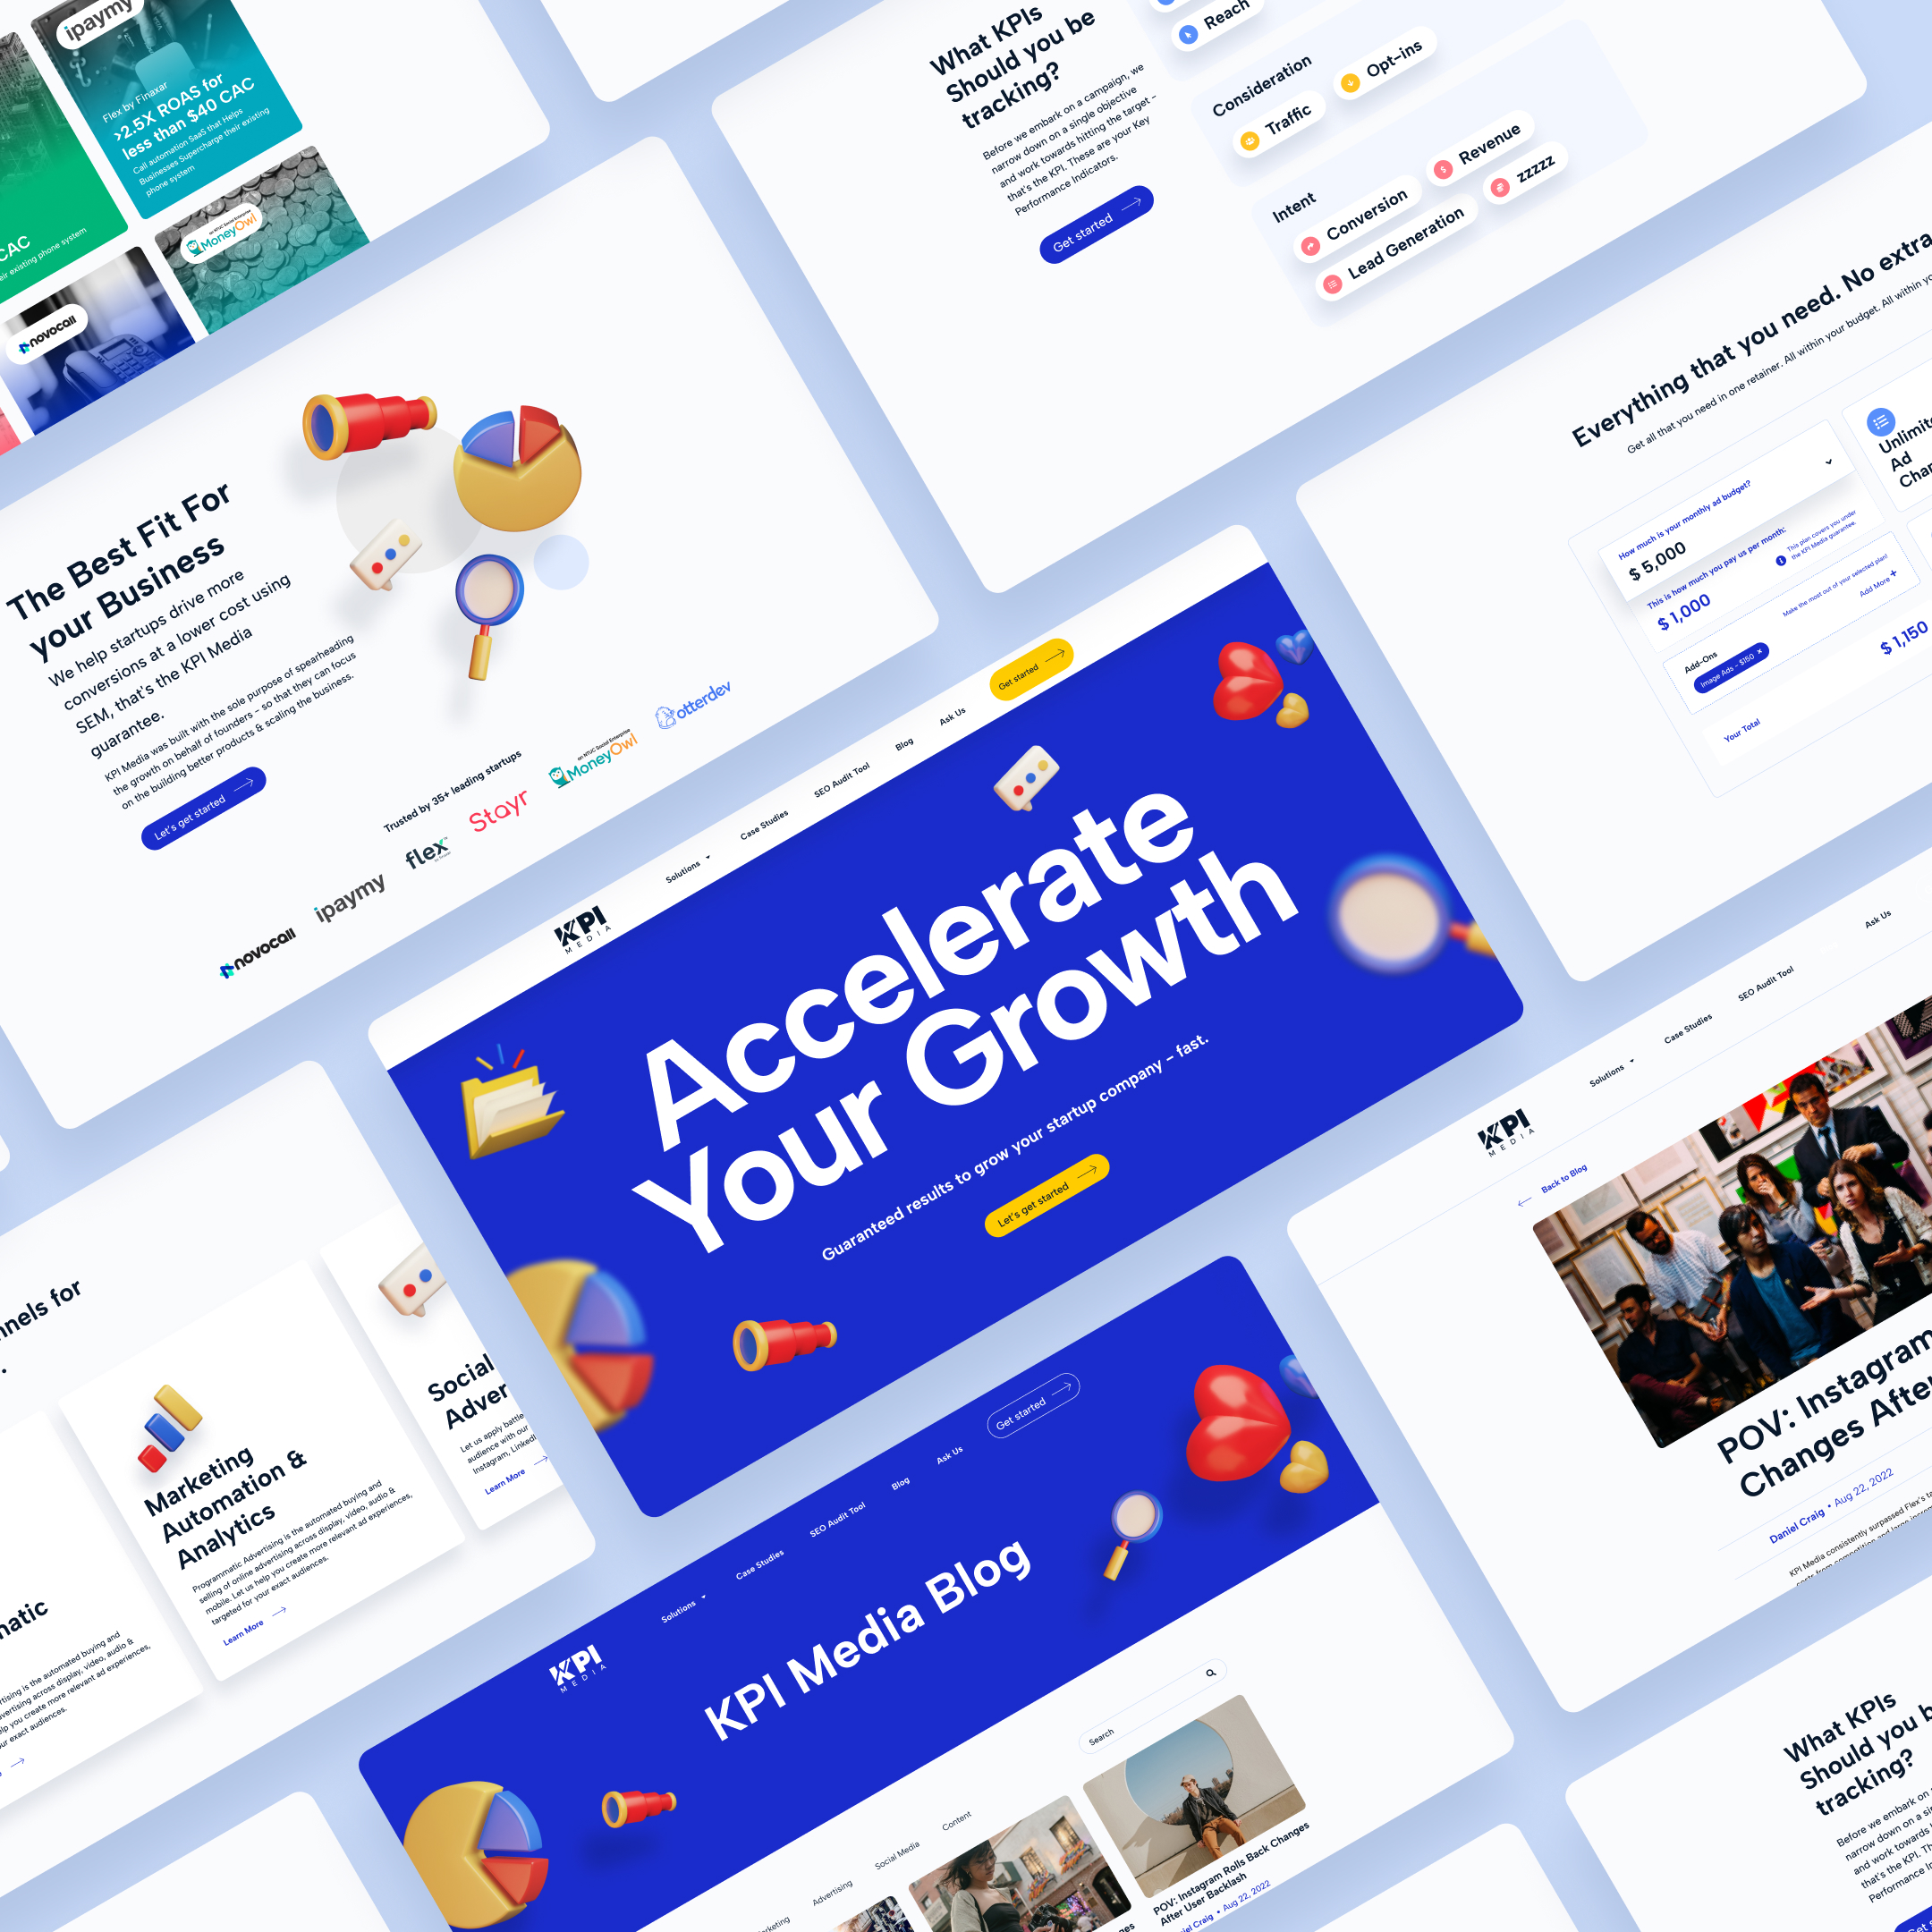 ipaymy
Flex by Finaxar
>2.5X ROAS for
less than $40 CAC
Call automation SaaS that Helps
Businesses Supercharge their existing
phone system
CAC
existing phone system
novocall
an NTUC Social Enterprise
MoneyOwl
The Best Fit For
your Business
We help startups drive more
conversions at a lower cost using
SEM, that's the KPI Media
guarantee.
KPI Media was built with the sole purpose of spearheading
the growth on behalf of founders – so that they can focus
on the building better products & scaling the business.
Let's get started
Trusted by 35+ leading startups
novocall
ipaymy
flex
Stayr
an NTUC Social Enterprise
MoneyOwl
otterdev
What KPIs
Should you be
tracking?
Before we embark on a campaign, we
narrow down on a single objective
and work towards hitting the target –
that's the KPI. These are your Key
Performance Indicators.
Get started
Reach
Consideration
Traffic
Opt-ins
Intent
Conversion
Revenue
Lead Generation
zzzzz
Everything that you need. No extra
Get all that you need in one retainer. All within your budget. All within
How much is your monthly ad budget?
$ 5,000
This is how much you pay us per month:
$ 1,000
This plan covers you under
the KPI Media guarantee.
Add-Ons
Make the most out of your selected plan!
Image Ads - $150 ×
Add More +
Your Total
$ 1,150
Ad
KPI
MEDIA
Solutions
Case Studies
SEO Audit Tool
Blog
Ask Us
Get started
Accelerate
Your Growth
Guaranteed results to grow your startup company – fast.
Let's get started
KPI
MEDIA
Solutions
Case Studies
SEO Audit Tool
Ask Us
Back to Blog
POV: Instagram
Changes After
Daniel Craig • Aug 22, 2022
KPI Media consistently surpassed Flex's
for
Marketing
Automation &
Analytics
Programmatic Advertising is the automated buying and
selling of online advertising across display, video, audio &
mobile. Let us help you create more relevant ad experiences,
targeted for your exact audiences.
Learn More
Social
Let us apply battle
audience with our
Instagram,
Learn More
is the automated buying and
across display, video, audio &
you create more relevant ad experiences,
exact audiences.
KPI
MEDIA
Solutions
Case Studies
SEO Audit Tool
Blog
Ask Us
Get started
KPI Media Blog
Search
Advertising
Social Media
Content
POV: Instagram Rolls Back Changes
After User Backlash
Craig • Aug 22, 2022
What KPIs
Should you
tracking?
Before we embark on
narrow down on a
and work towards
that's the KPI.
Performance